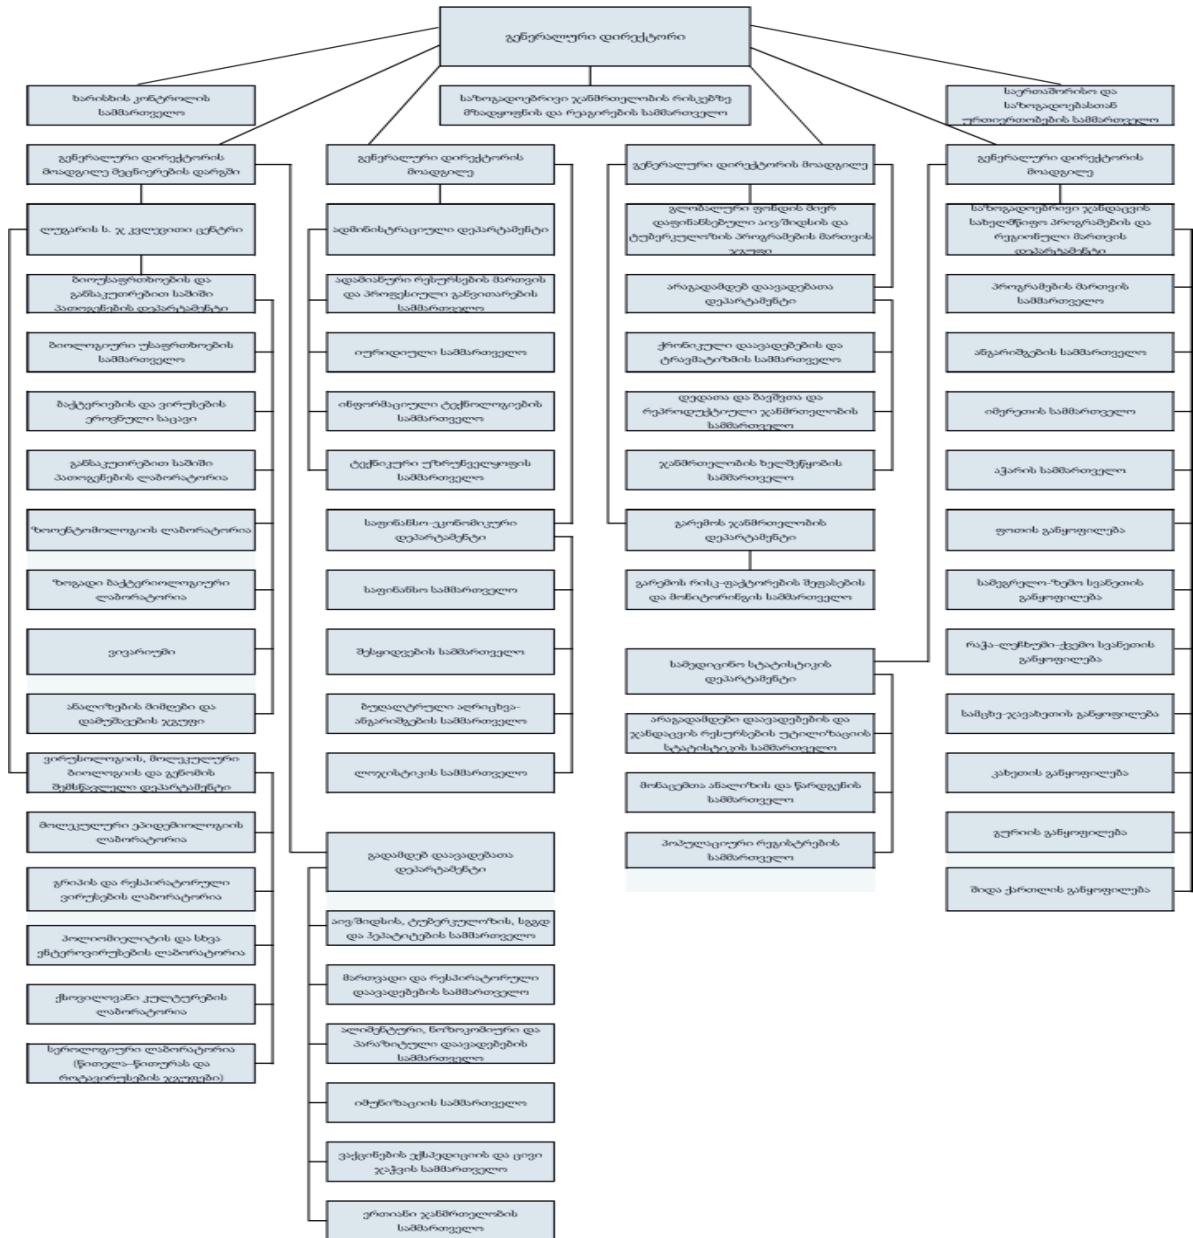 გენერალური დირექტორი
ხარისხის კონტროლის
სამმართველო
საზოგადოებრივი ჯანმრთელობის რისკებზე
მზადყოფნის და რეაგირების სამმართველო
საერთაშორისო და
საზოგადოებასთან
ურთიერთობების სამმართველო
გენერალური დირექტორის
მოადგილე მეცნიერების დარგში
ლუგარის ს. ჯ კვლევითი ცენტრი
ბიოუსაფრთხოების და
განსაკუთრებით საშიში
პათოგენების დეპარტამენტი
ბიოლოგიური უსაფრთხოების
სამმართველო
ბაქტერიების და ვირუსების
ეროვნული საცავი
განსაკუთრებით საშიში
პათოგენების ლაბორატორია
ზოოენტომოლოგიის ლაბორატორია
ზოგადი ბაქტერიოლოგიური
ლაბორატორია
ვივარიუმი
ანალიზების მიმღები და
დამუშავების ჯგუფი
ვირუსოლოგიის, მოლეკულური
ბიოლოგიის და გენომის
შემსწავლელი დეპარტამენტი
მოლეკულური ეპიდემიოლოგიის
ლაბორატორია
გრიპის და რესპირატორული
ვირუსების ლაბორატორია
პოლიომიელიტის და სხვა
ენტეროვირუსების ლაბორატორია
ქსოვილოვანი კულტურების
ლაბორატორია
სეროლოგიური ლაბორატორია
(წითელა-წითურას და
როტავირუსების ჯგუფები)
გენერალური დირექტორის
მოადგილე
ადმინისტრაციული დეპარტამენტი
ადამიანური რესურსების მართვის
და პროფესიული განვითარების
სამმართველო
იურიდიული სამმართველო
ინფორმაციული ტექნოლოგიების
სამმართველო
ტექნიკური უზრუნველყოფის
სამმართველო
საფინანსო-ეკონომიკური
დეპარტამენტი
საფინანსო სამმართველო
შესყიდვების სამმართველო
ბუღალტრული აღრიცხვა-
ანგარიშგების სამმართველო
ლოჯისტიკის სამმართველო
გადამდებ დაავადებათა
დეპარტამენტი
აივ/შიდსის, ტუბერკულოზის, სგგდ
და ჰეპატიტების სამმართველო
მართვადი და რესპირატორული
დაავადებების სამმართველო
ალიმენტური, ნოზოკომიური და
პარაზიტული დაავადებების
სამმართველო
იმუნიზაციის სამმართველო
ვაქცინების ექსპედიციის და ცივი
ჯაჭვის სამმართველო
ერთიანი ჯანმრთელობის
სამმართველო
გენერალური დირექტორის მოადგილე
გლობალური ფონდის მიერ
დაფინანსებული აივ/შიდსის და
ტუბერკულოზის პროგრამების მართვის
ჯგუფი
არაგადამდებ დაავადებათა
დეპარტამენტი
ქრონიკული დაავადებების და
ტრავმატიზმის სამმართველო
დედათა და ბავშვთა და
რეპროდუქტიული ჯანმრთელობის
სამმართველო
ჯანმრთელობის ხელშეწყობის
სამმართველო
გარემოს ჯანმრთელობის
დეპარტამენტი
გარემოს რისკ-ფაქტორების შეფასების
და მონიტორინგის სამმართველო
სამედიცინო სტატისტიკის
დეპარტამენტი
არაგადამდები დაავადებების და
ჯანდაცვის რესურსების უტილიზაციის
სტატისტიკის სამმართველო
მონაცემთა ანალიზის და წარდგენის
სამმართველო
პოპულაციური რეგისტრების
სამმართველო
გენერალური დირექტორის
მოადგილე
საზოგადოებრივი ჯანდაცვის
სახელმწიფო პროგრამების და
რეგიონული მართვის
დეპარტამენტი
პროგრამების მართვის
სამმართველო
ანგარიშგების სამმართველო
იმერეთის სამმართველო
აჭარის სამმართველო
ფოთის განყოფილება
სამეგრელო-ზემო სვანეთის
განყოფილება
რაჭა-ლეჩხუმი-ქვემო სვანეთის
განყოფილება
სამცხე-ჯავახეთის განყოფილება
კახეთის განყოფილება
გურიის განყოფილება
შიდა ქართლის განყოფილება